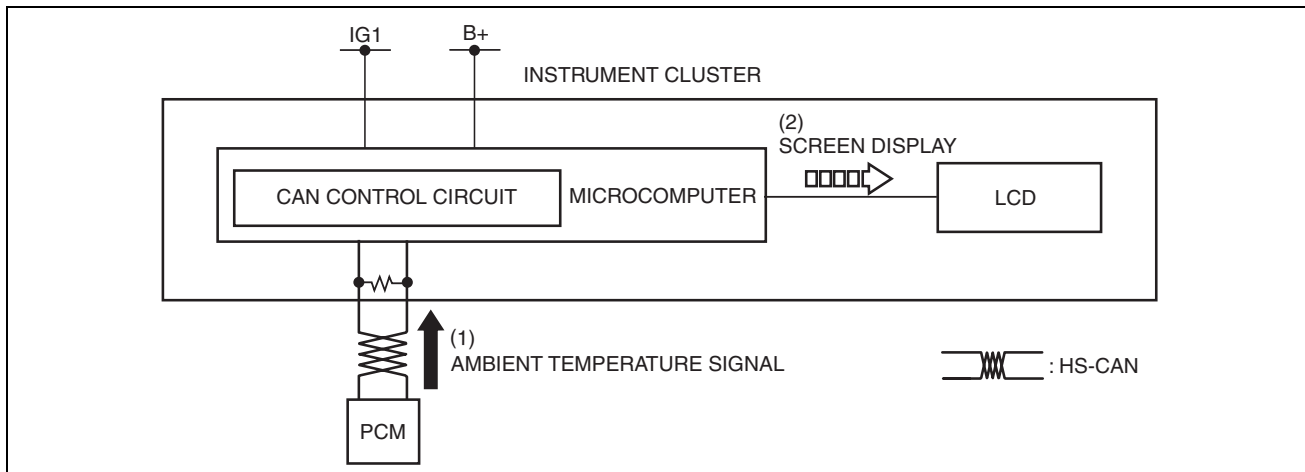 IG1
B+
INSTRUMENT CLUSTER
(2)
SCREEN DISPLAY
CAN CONTROL CIRCUIT
MICROCOMPUTER
LCD
(1)
AMBIENT TEMPERATURE SIGNAL
: HS-CAN
PCM